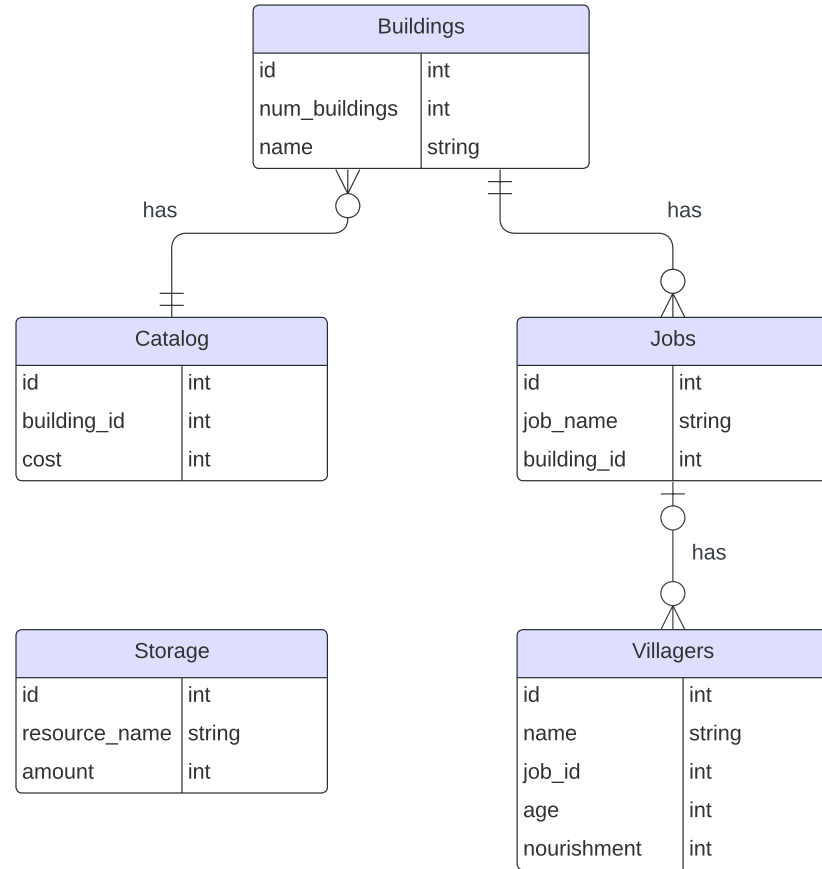 Buildings
id int
num_buildings int
name string
has has
Catalog Jobs
id int id int
building_id int job_name string
cost int building_id int
has
Storage Villagers
id int id int
resource_name string name string
amount int job_id int
age int
nourishment int